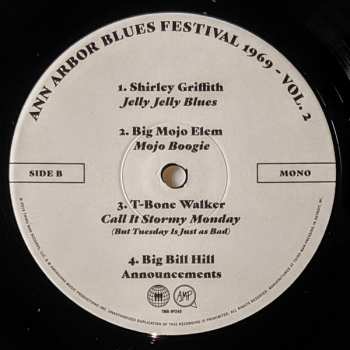 ANN ARBOR BLUES FESTIVAL 1969 - VOL. 2
1. Shirley Griffith
Jelly Jelly Blues
2. Big Mojo Elem
Mojo Boogie
SIDE B
MONO
3. T-Bone Walker
Call It Stormy Monday
(But Tuesday Is Just as Bad)
4. Big Bill Hill
Announcements
AMP